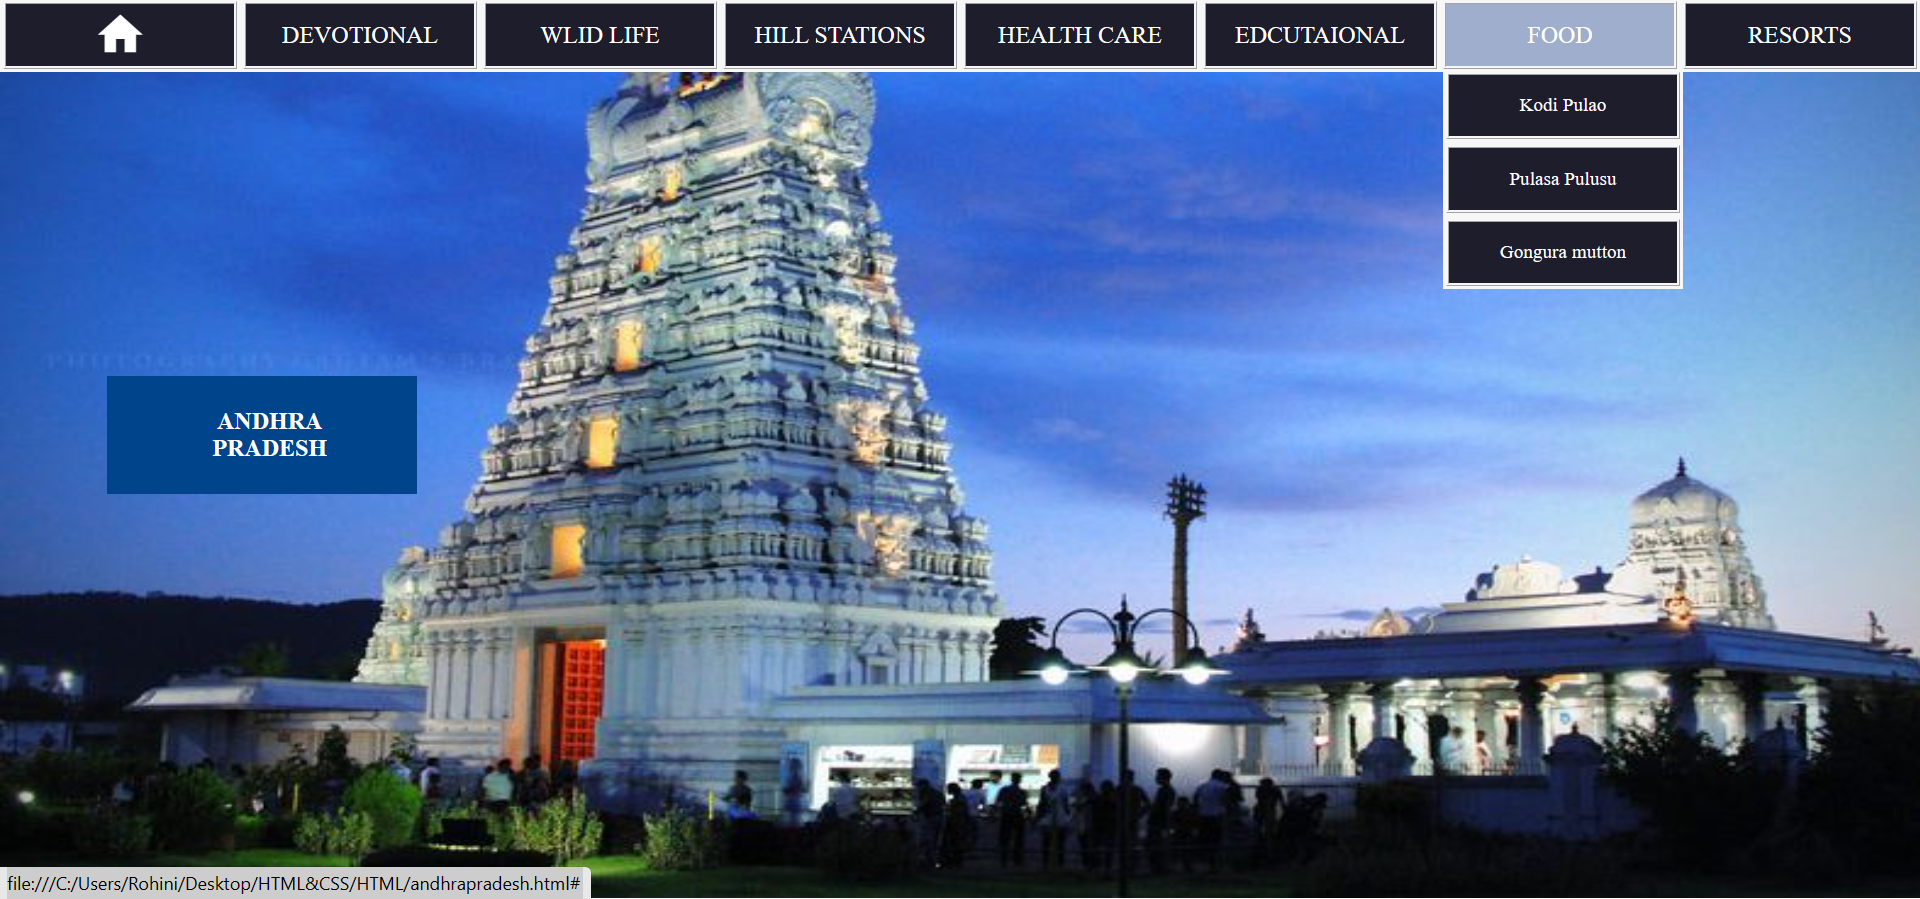 DEVOTIONAL
WLID LIFE
HILL STATIONS
HEALTH CARE
EDCUTAIONAL
FOOD
RESORTS
Kodi Pulao
Pulasa Pulusu
Gongura mutton
PHOTOGRAPHY
ANDHRA
PRADESH
file:///C:/Users/Rohini/Desktop/HTML&CSS/HTML/andhrapradesh.html#